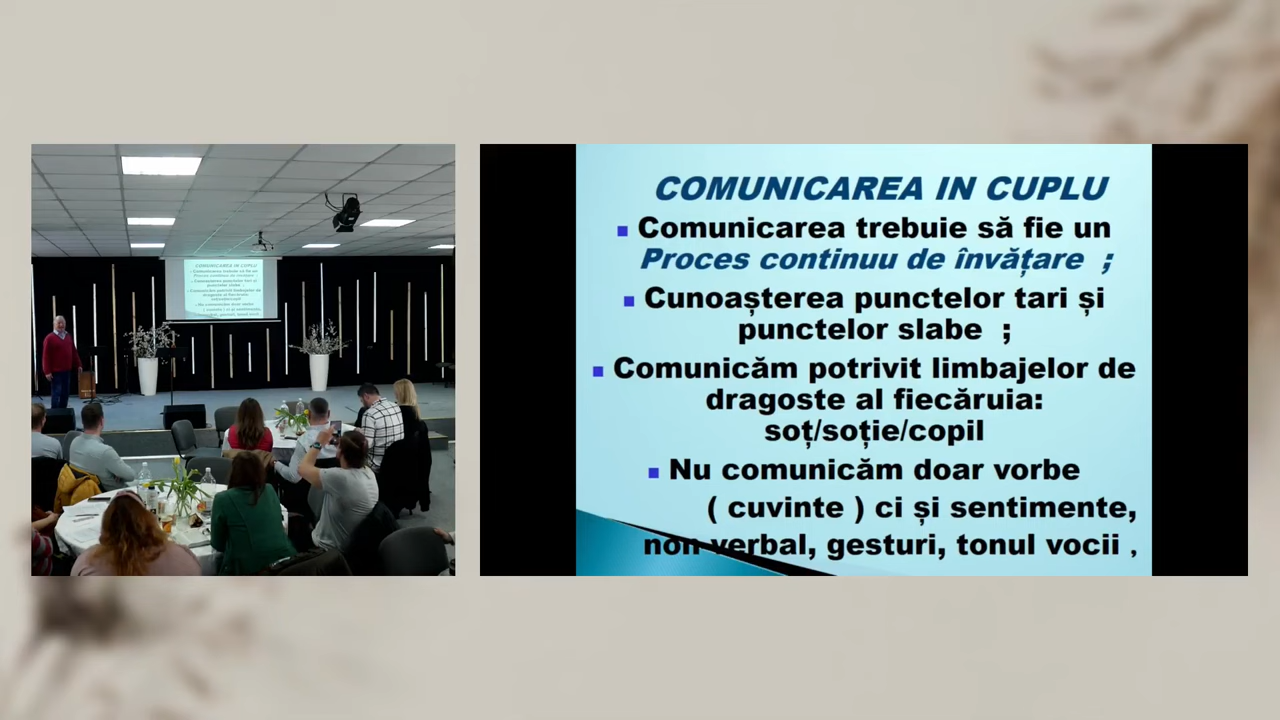 COMUNICAREA IN CUPLU
Comunicarea trebuie să fie un
Proces continuu de învățare ;
Cunoașterea punctelor tari și
punctelor slabe ;
Comunicăm potrivit limbajelor de
dragoste al fiecăruia:
soț/soție/copil
Nu comunicăm doar vorbe
( cuvinte ) ci și sentimente,
non verbal, gesturi, tonul vocii ,